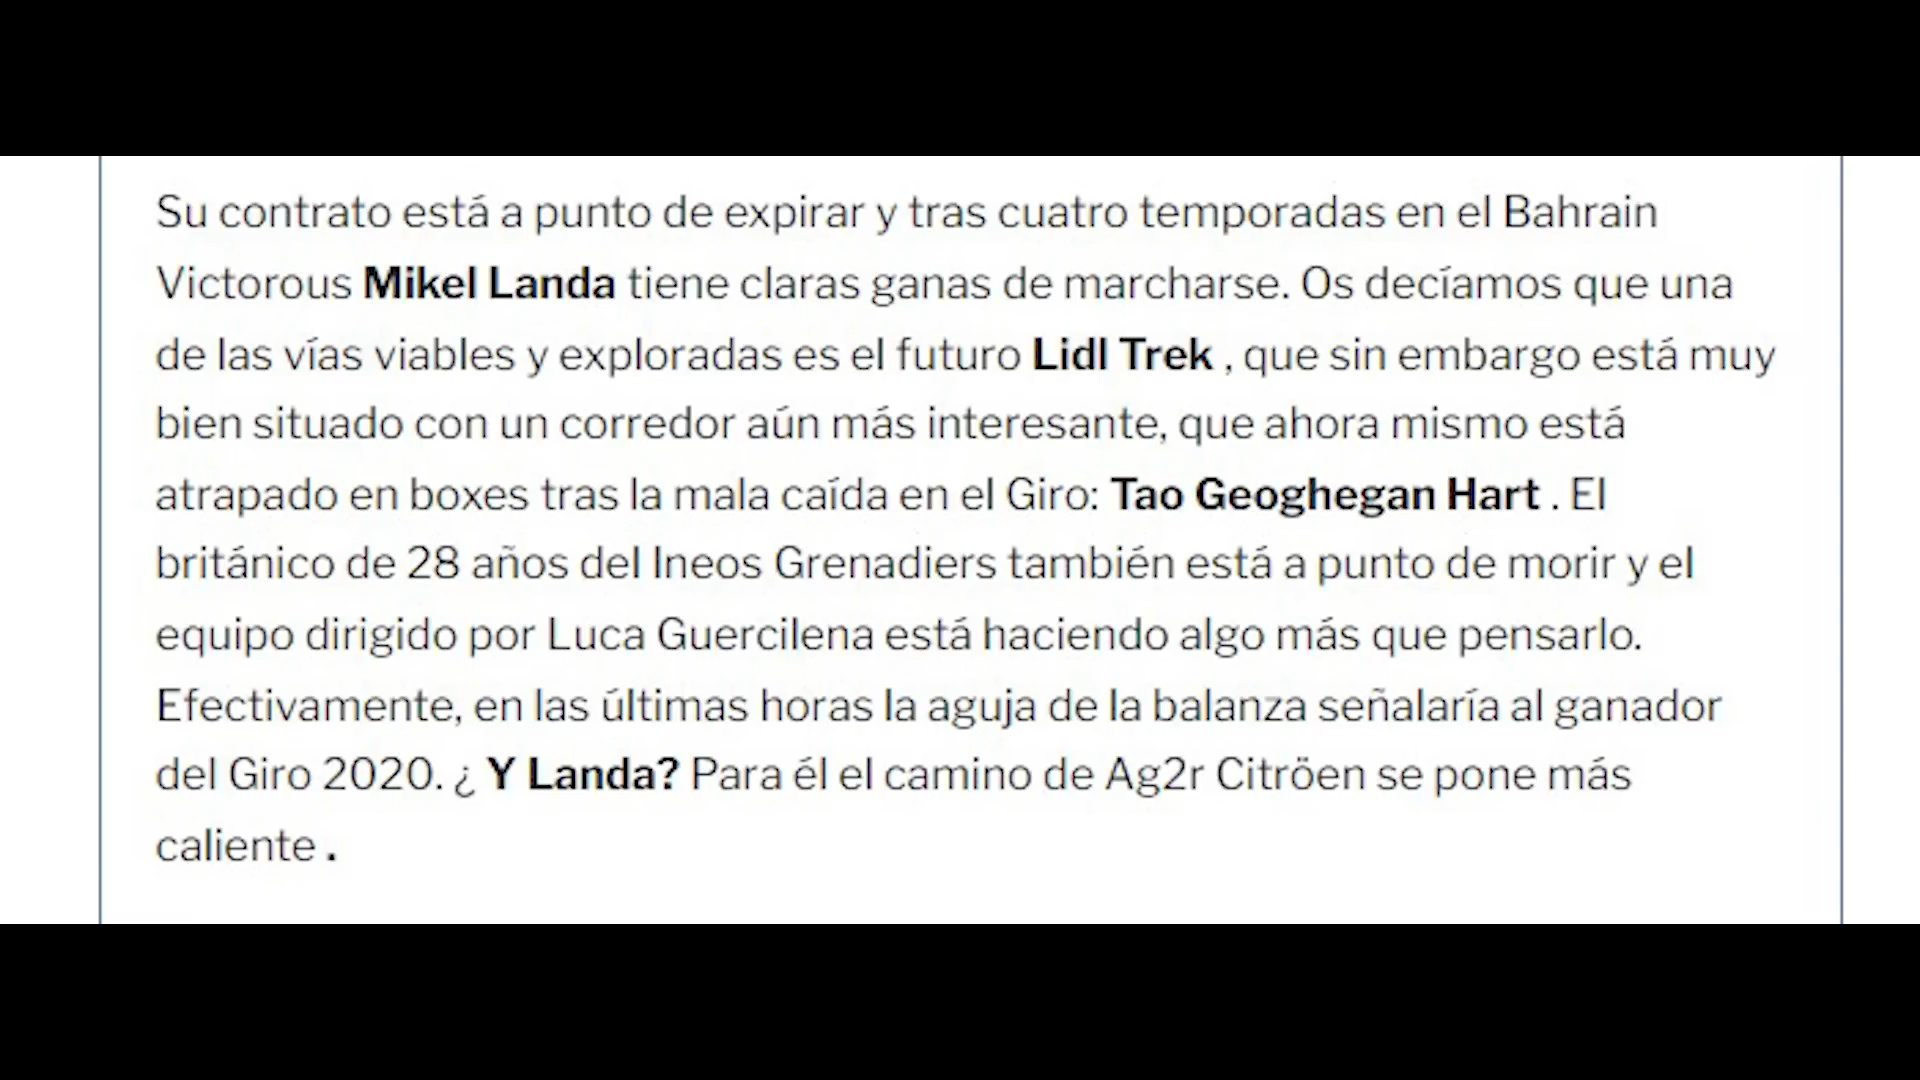 Su contrato está a punto de expirar y tras cuatro temporadas en el Bahrain
Victorous Mikel Landa tiene claras ganas de marcharse. Os decíamos que una
de las vías viables y exploradas es el futuro Lidl Trek , que sin embargo está muy
bien situado con un corredor aún más interesante, que ahora mismo está
atrapado en boxes tras la mala caída en el Giro: Tao Geoghegan Hart . El
británico de 28 años del Ineos Grenadiers también está a punto de morir y el
equipo dirigido por Luca Guercilena está haciendo algo más que pensarlo.
Efectivamente, en las últimas horas la aguja de la balanza señalaría al ganador
del Giro 2020. ¿ Y Landa? Para él el camino de Ag2r Citröen se pone más
caliente .